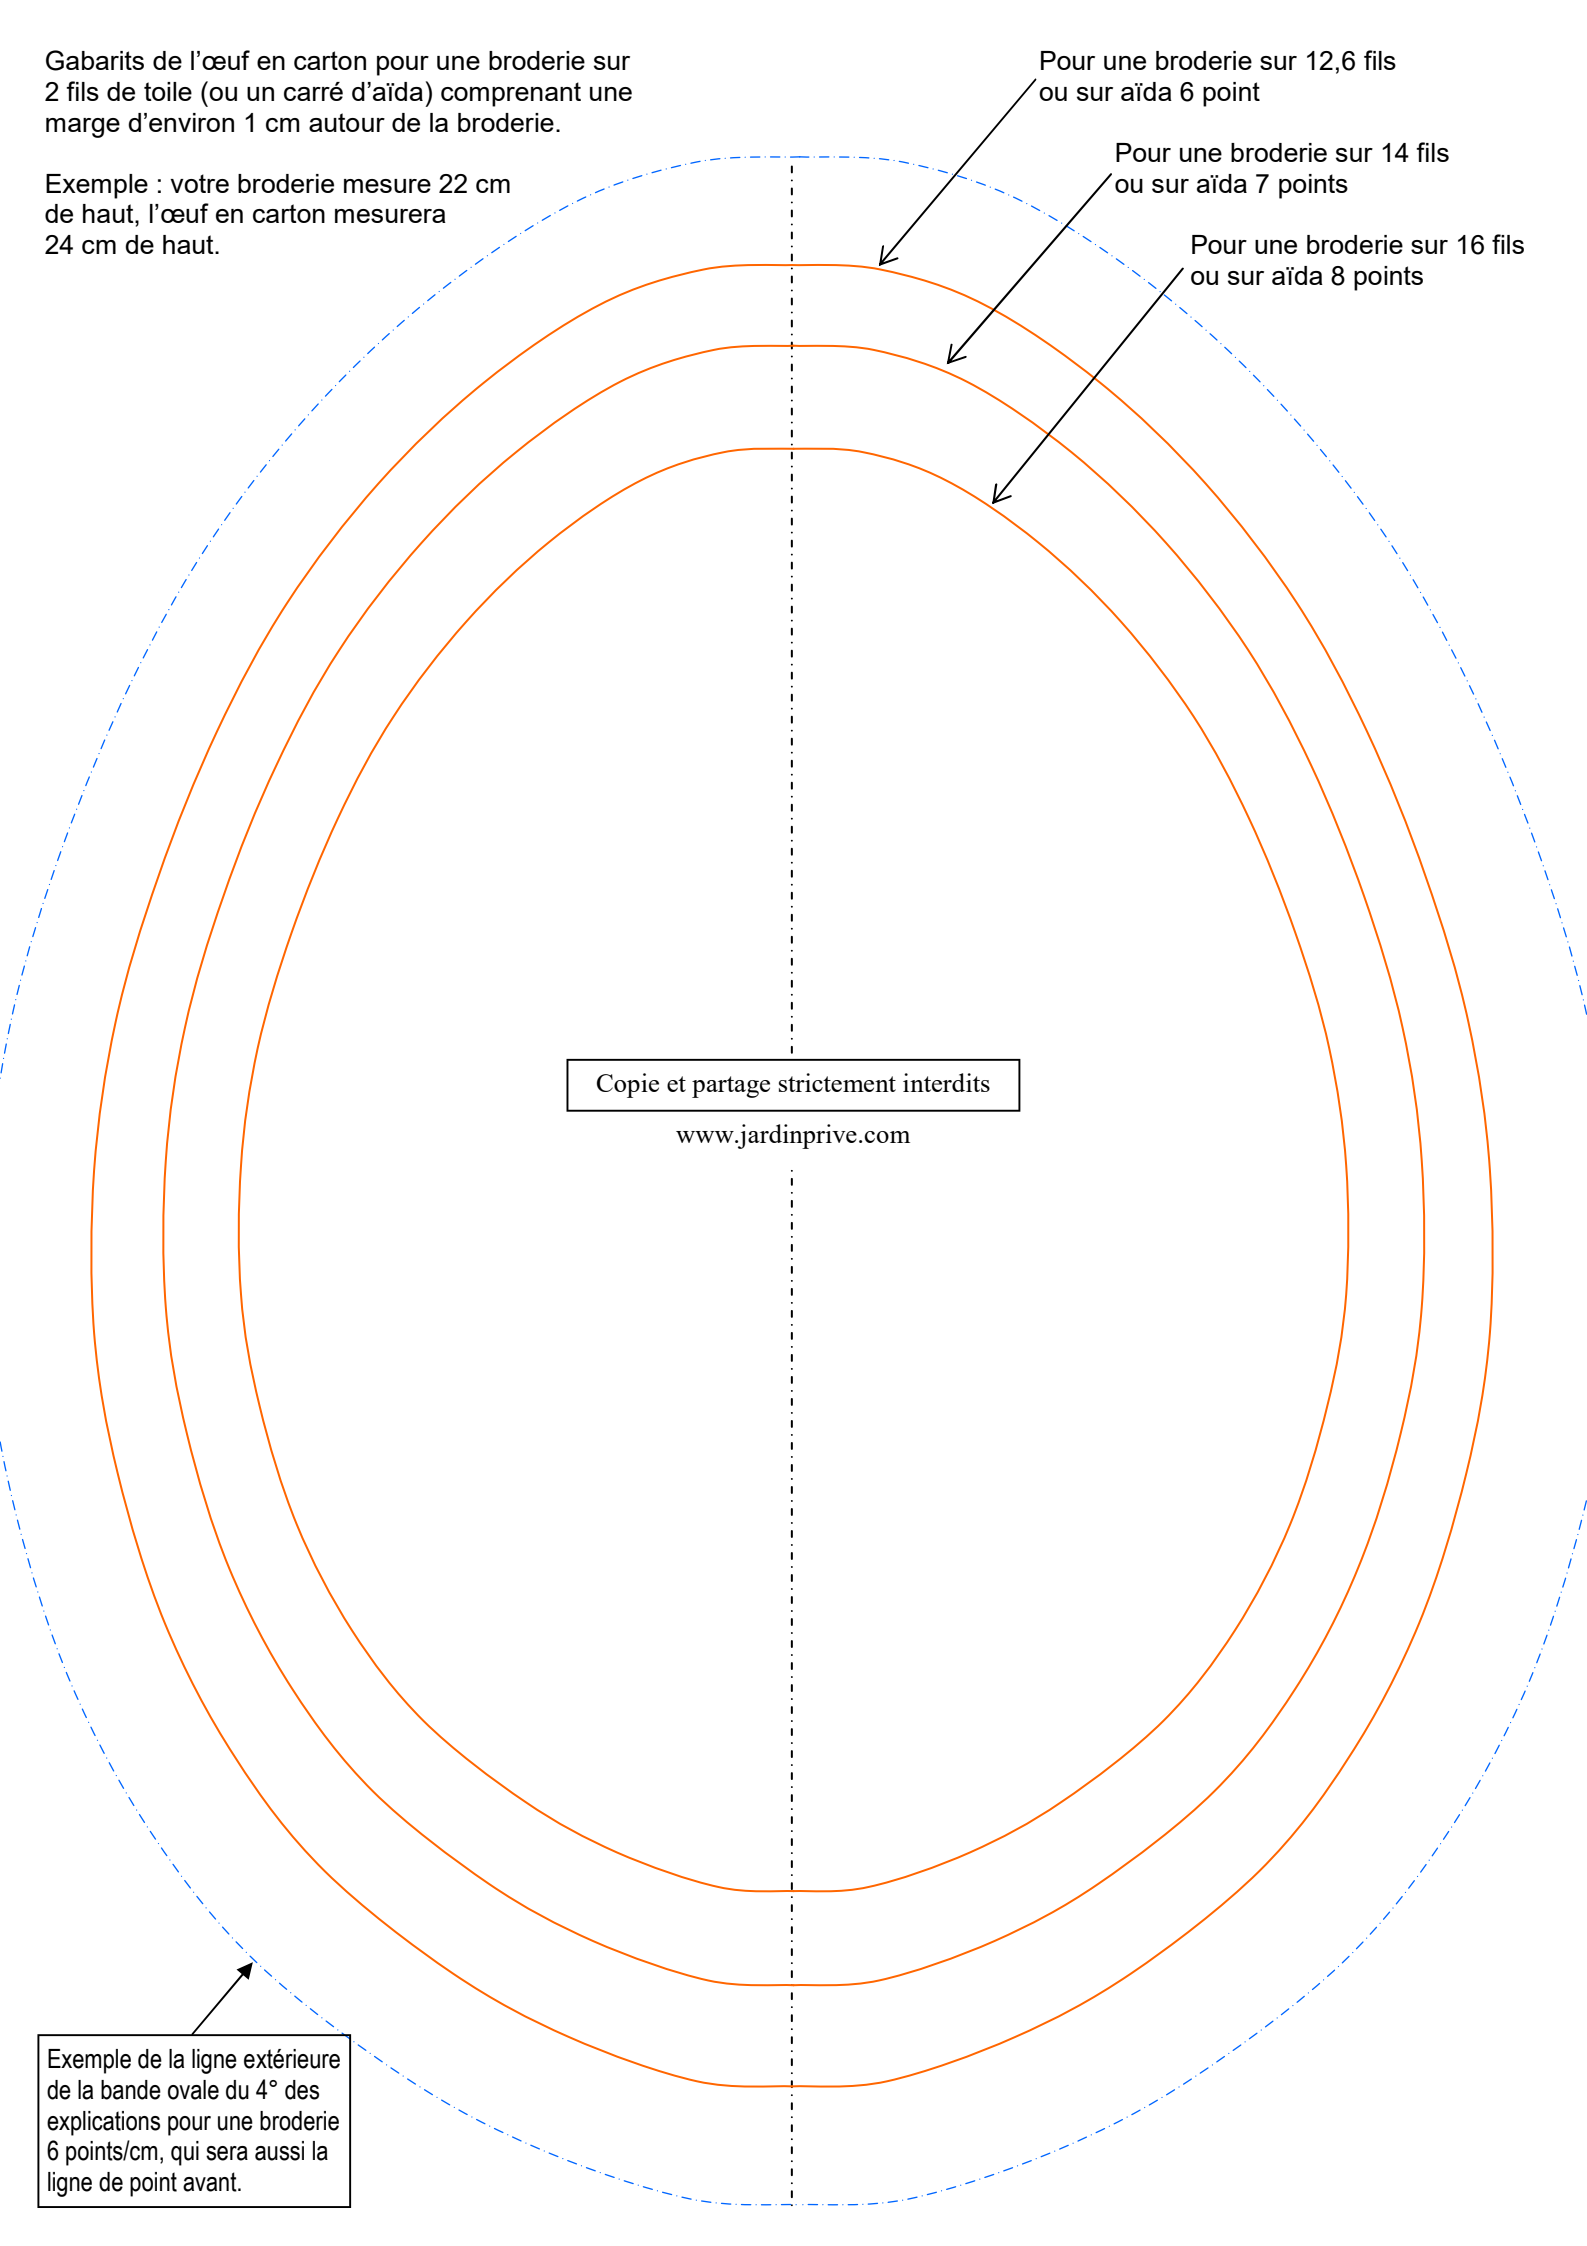 Gabarits de l’œuf en carton pour une broderie sur
2 fils de toile (ou un carré d’aïda) comprenant une
marge d’environ 1 cm autour de la broderie.
Exemple : votre broderie mesure 22 cm
de haut, l’œuf en carton mesurera
24 cm de haut.
Pour une broderie sur 12,6 fils
ou sur aïda 6 point
Pour une broderie sur 14 fils
ou sur aïda 7 points
Pour une broderie sur 16 fils
ou sur aïda 8 points
Copie et partage strictement interdits
www.jardinprive.com
Exemple de la ligne extérieure
de la bande ovale du 4° des
explications pour une broderie
6 points/cm, qui sera aussi la
ligne de point avant.